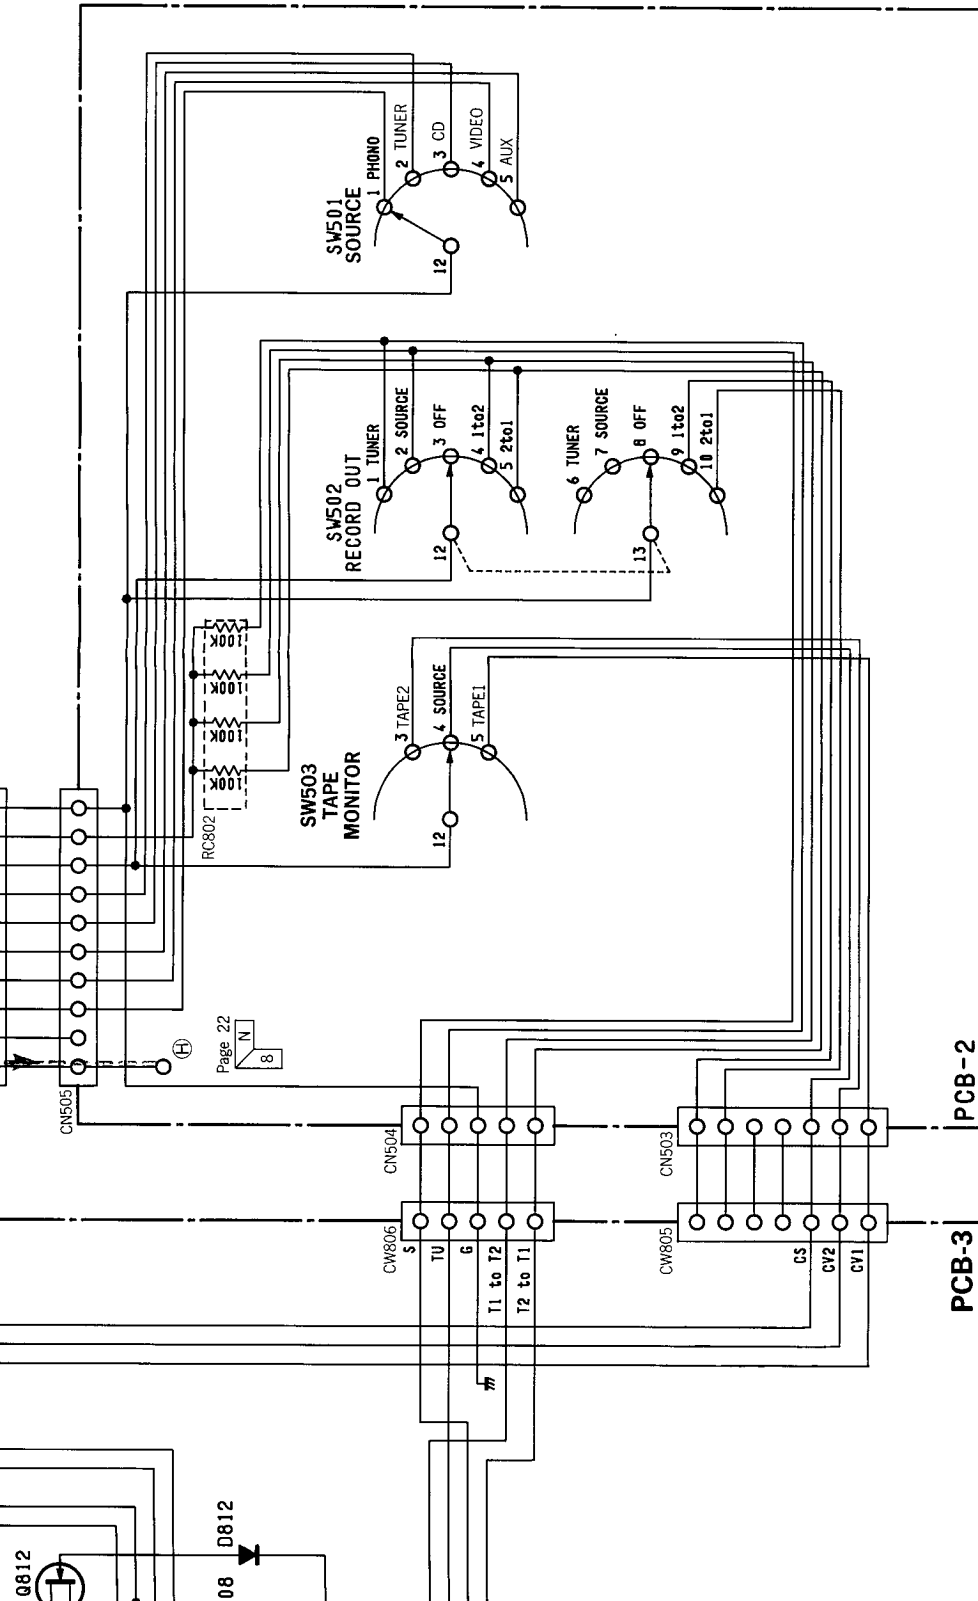 SW501
SOURCE
1 PHONO
2 TUNER
3 CD
4 VIDEO
5 AUX
12
SW502
RECORD OUT
1 TUNER
2 SOURCE
3 OFF
4 1to2
5 2to1
12
6 TUNER
7 SOURCE
8 OFF
9 1to2
10 2to1
13
100K
100K
100K
100K
RC802
SW503
TAPE
MONITOR
3 TAPE2
4 SOURCE
5 TAPE1
12
H
Page 22
N
8
CN505
CN504
CN503
PCB-2
CW806
S
TU
G
T1 to T2
T2 to T1
CW805
CS
CV2
CV1
PCB-3
Q812
D812
08